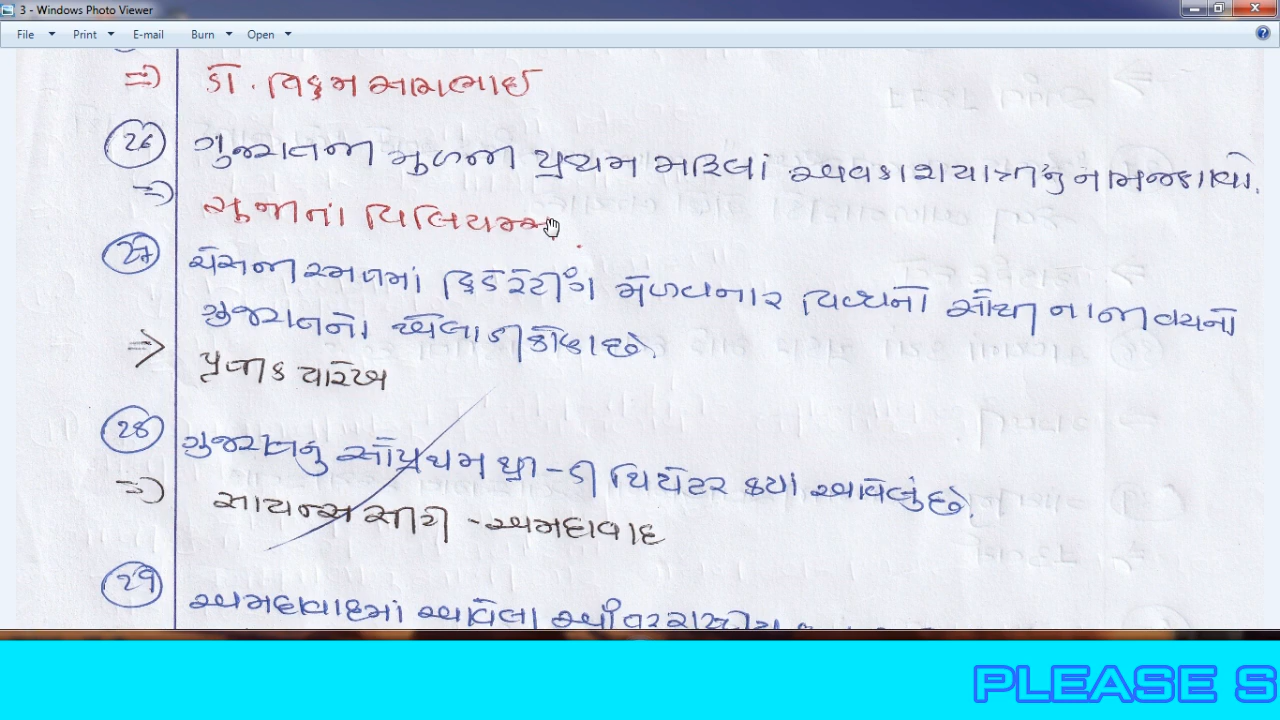 3 - Windows Photo Viewer
File Print E-mail Burn Open
=> ડૉ. વિક્રમ સારાભાઈ
26 ગુજરાતની મુળની પ્રથમ મહિલા અવકાશયાત્રીનું નામ જણાવો.
=> સુનીતા વિલિયમ્સ
27 ચેસની રમતમાં ફિડેરેટીંગ મેળવનાર વિશ્વનો સૌથી નાની વયનો
ગુજરાતનો ખેલાડી કોણ છે.
=> પારેખ
28 ગુજરાતનુ સૌપ્રથમ થ્રી-ડી થિયેટર ક્યાં આવેલું છે.
=> સાયન્સ સીટી - અમદાવાદ
29 અમદાવાદમાં આવેલા
PLEASE S